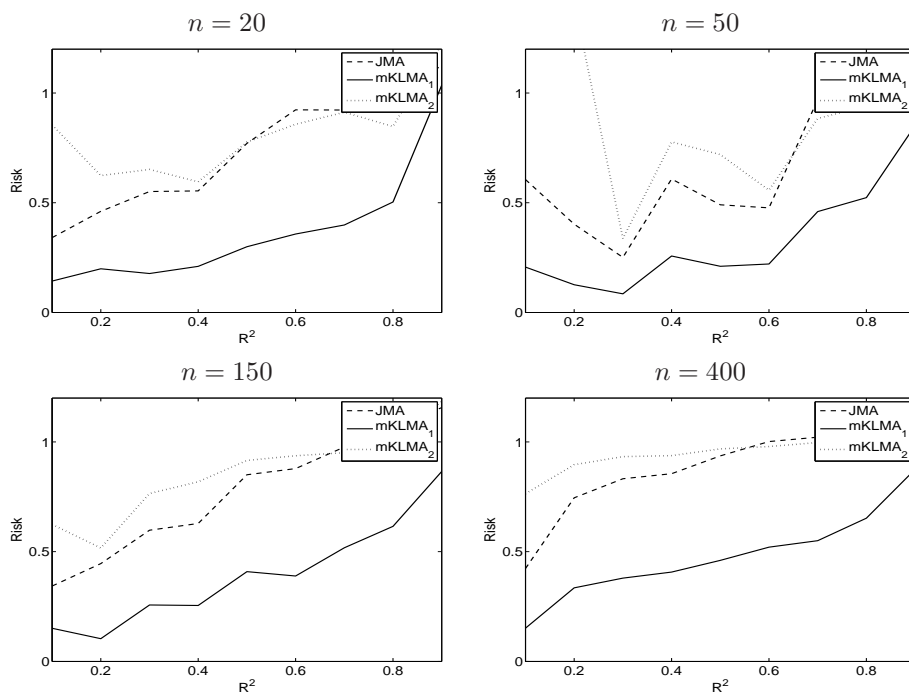 n = 20
n = 50
JMA
mKLMA₁
mKLMA₂
1
0.5
0
Risk
0.2 0.4 0.6 0.8
R²
JMA
mKLMA₁
mKLMA₂
1
0.5
0
Risk
0.2 0.4 0.6 0.8
R²
n = 150
n = 400
JMA
mKLMA₁
mKLMA₂
1
0.5
0
Risk
0.2 0.4 0.6 0.8
R²
JMA
mKLMA₁
mKLMA₂
1
0.5
0
Risk
0.2 0.4 0.6 0.8
R²